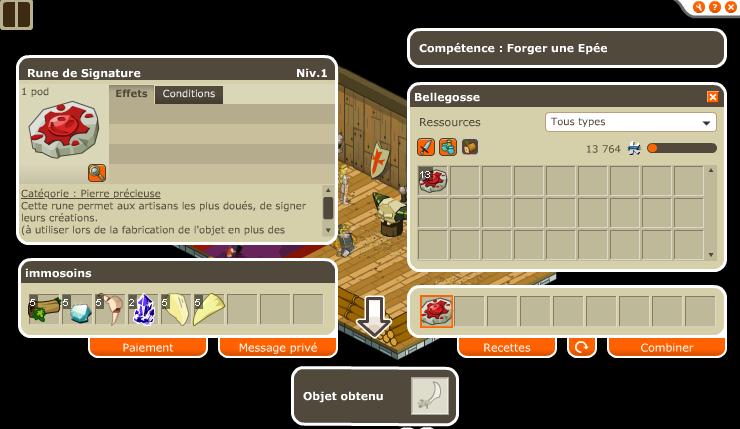 Compétence : Forger une Epée
Rune de Signature Niv.1
1 pod
Effets Conditions
Catégorie : Pierre précieuse
Cette rune permet aux artisans les plus doués, de signer
leurs créations.
(à utiliser lors de la fabrication de l'objet en plus des
Bellegosse
Ressources Tous types
13 764
13
immosoins
5 5 5 2 5 5
Paiement Message privé
Recettes Combiner
Objet obtenu